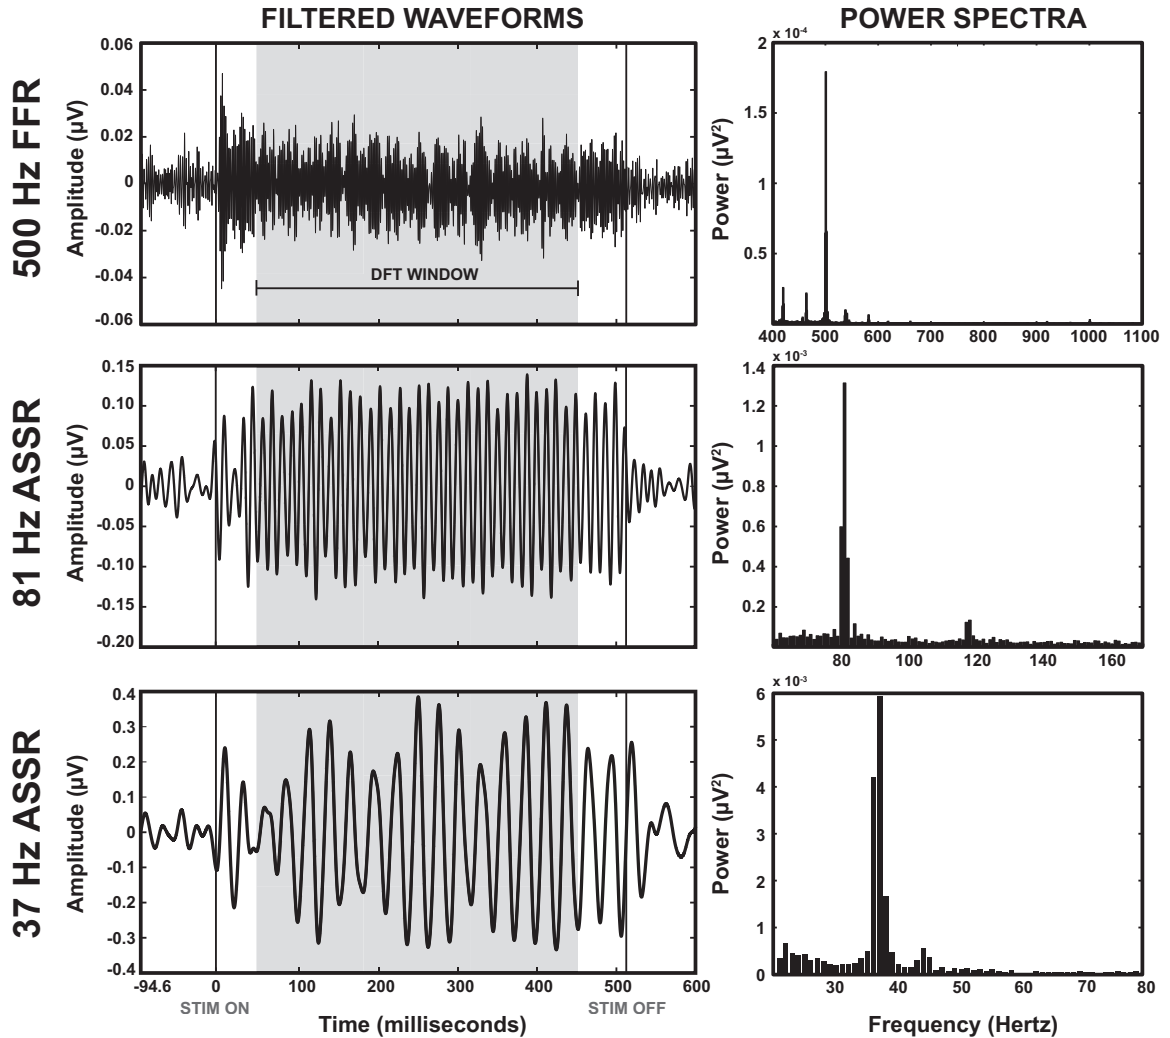 FILTERED WAVEFORMS
POWER SPECTRA
500 Hz FFR
Amplitude (µV)
0.06
0.04
0.02
0
-0.02
-0.04
-0.06
DFT WINDOW
Power (µV²)
x 10⁻⁴
2
1.5
1
0.5
400 500 600 700 800 900 1000 1100
81 Hz ASSR
Amplitude (µV)
0.15
0.10
0.05
0
-0.05
-0.10
-0.15
-0.20
Power (µV²)
x 10⁻³
1.4
1.2
1
0.8
0.6
0.4
0.2
80 100 120 140 160
37 Hz ASSR
Amplitude (µV)
0.4
0.3
0.2
0.1
0
-0.1
-0.2
-0.3
-0.4
-94.6 0 100 200 300 400 500 600
STIM ON
STIM OFF
Time (milliseconds)
Power (µV²)
x 10⁻³
6
5
4
3
2
1
0
30 40 50 60 70 80
Frequency (Hertz)